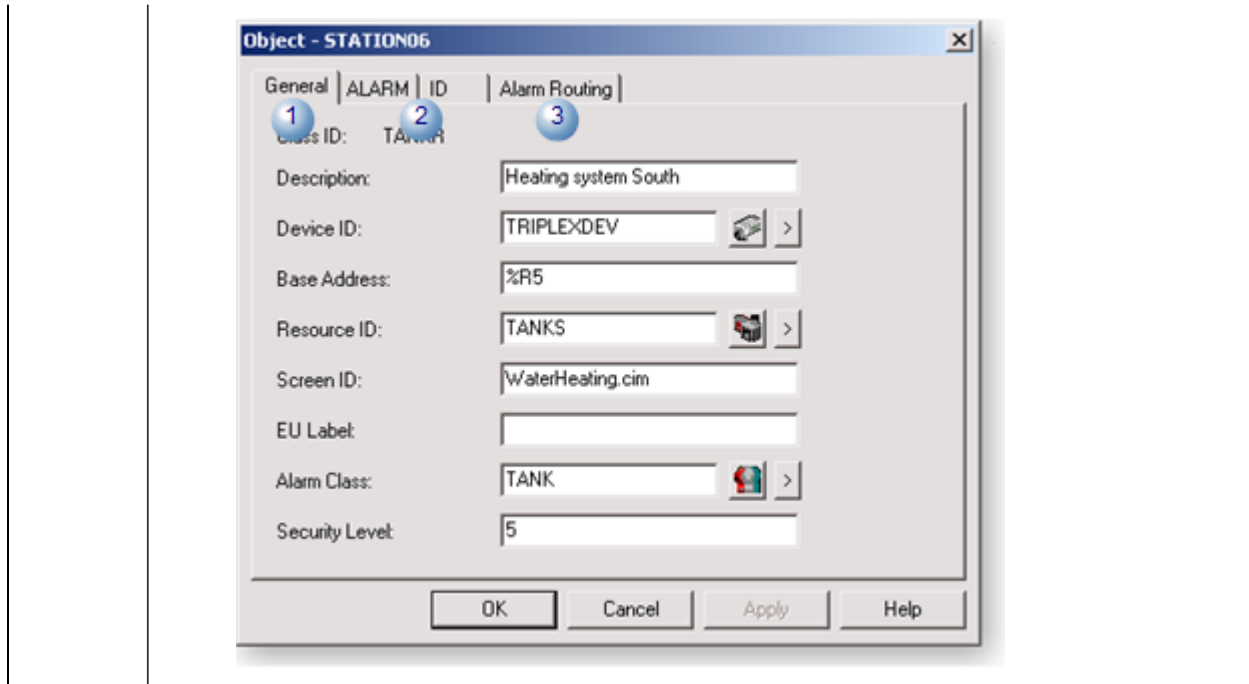 Object - STATION06
General ALARM ID Alarm Routing
1 2 3
ID:
Description: Heating system South
Device ID: TRIPLEXDEV >
Base Address: %R5
Resource ID: TANKS >
Screen ID: WaterHeating.cim
EU Label:
Alarm Class: TANK >
Security Level: 5
OK Cancel Apply Help